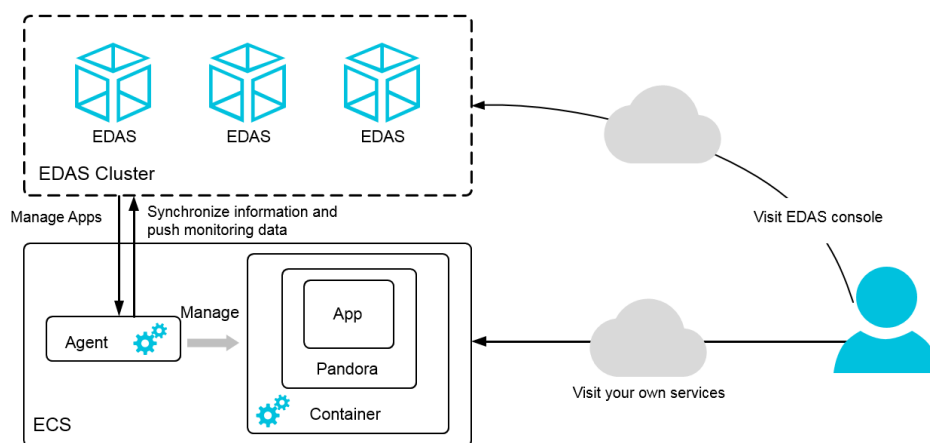 EDAS
EDAS
EDAS
EDAS Cluster
Manage Apps
Synchronize information and
push monitoring data
Visit EDAS console
Agent
Manage
App
Pandora
Container
ECS
Visit your own services